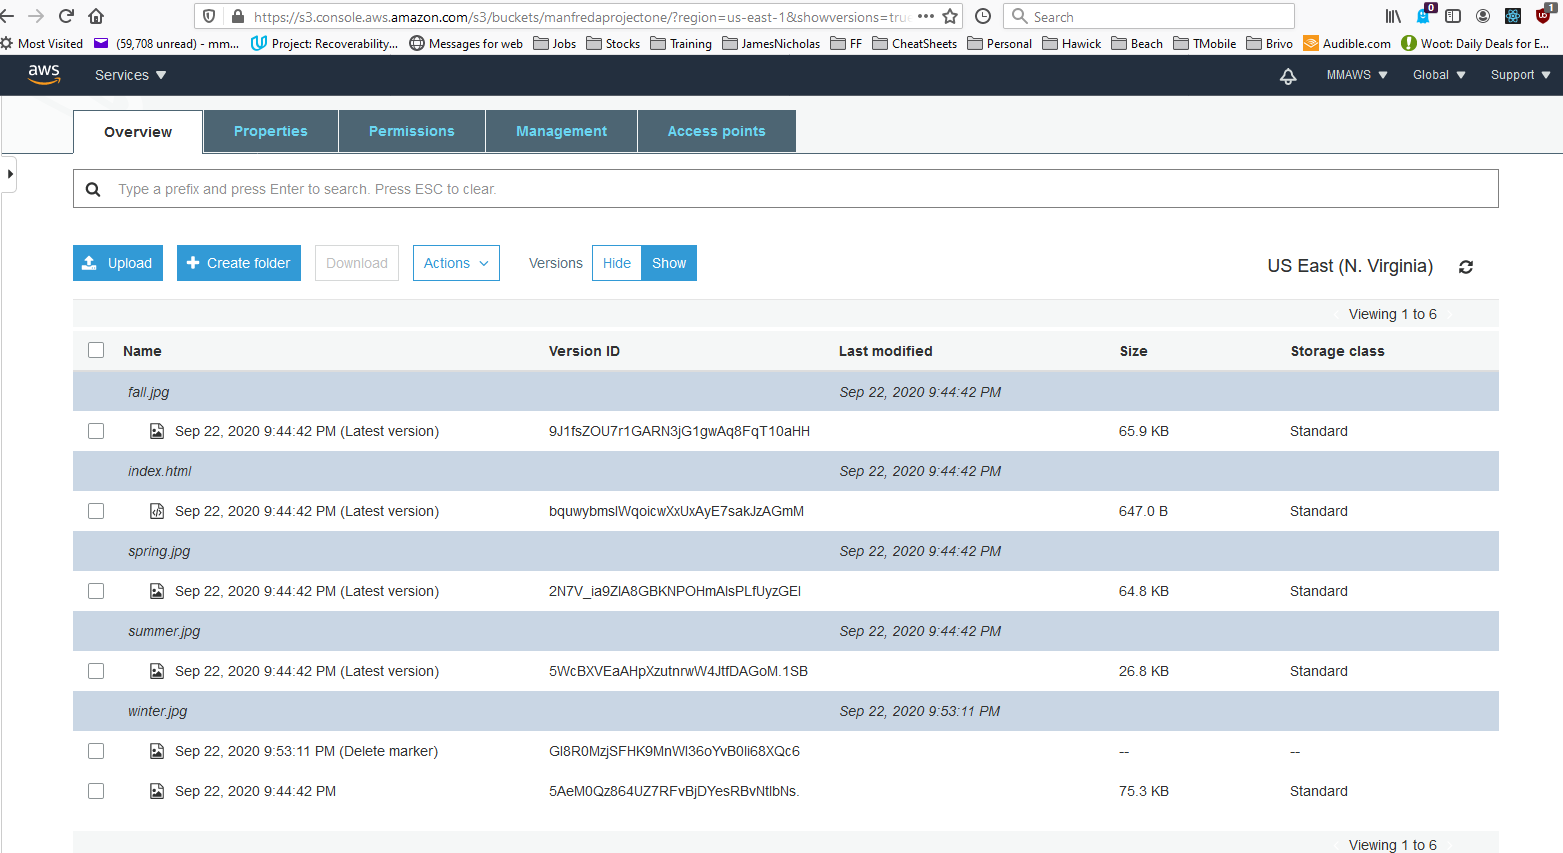 https://s3.console.aws.amazon.com/s3/buckets/manfredaprojectone/?region=us-east-1&showversions=tru
Search
0
1
Most Visited (59,708 unread) - mm... Project: Recoverability... Messages for web Jobs Stocks Training JamesNicholas FF CheatSheets Personal Hawick Beach TMobile Brivo Audible.com Woot: Daily Deals for E...
aws Services MMAWS Global Support
Overview Properties Permissions Management Access points
Type a prefix and press Enter to search. Press ESC to clear.
Upload Create folder Download Actions Versions Hide Show US East (N. Virginia)
Viewing 1 to 6
Name Version ID Last modified Size Storage class
fall.jpg Sep 22, 2020 9:44:42 PM
Sep 22, 2020 9:44:42 PM (Latest version) 9J1fsZOU7r1GARN3jG1gwAq8FqT10aHH 65.9 KB Standard
index.html Sep 22, 2020 9:44:42 PM
Sep 22, 2020 9:44:42 PM (Latest version) bquwybmslWqoicwXxUxAyE7sakJzAGmM 647.0 B Standard
spring.jpg Sep 22, 2020 9:44:42 PM
Sep 22, 2020 9:44:42 PM (Latest version) 2N7V_ia9ZlA8GBKNPOHmAlsPLfUyzGEl 64.8 KB Standard
summer.jpg Sep 22, 2020 9:44:42 PM
Sep 22, 2020 9:44:42 PM (Latest version) 5WcBXVEaAHpXzutnrwW4JtfDAGoM.1SB 26.8 KB Standard
winter.jpg Sep 22, 2020 9:53:11 PM
Sep 22, 2020 9:53:11 PM (Delete marker) Gl8R0MzjSFHK9MnWl36oYvB0li68XQc6 -- --
Sep 22, 2020 9:44:42 PM 5AeM0Qz864UZ7RFvBjDYesRBvNtlbNs. 75.3 KB Standard
Viewing 1 to 6